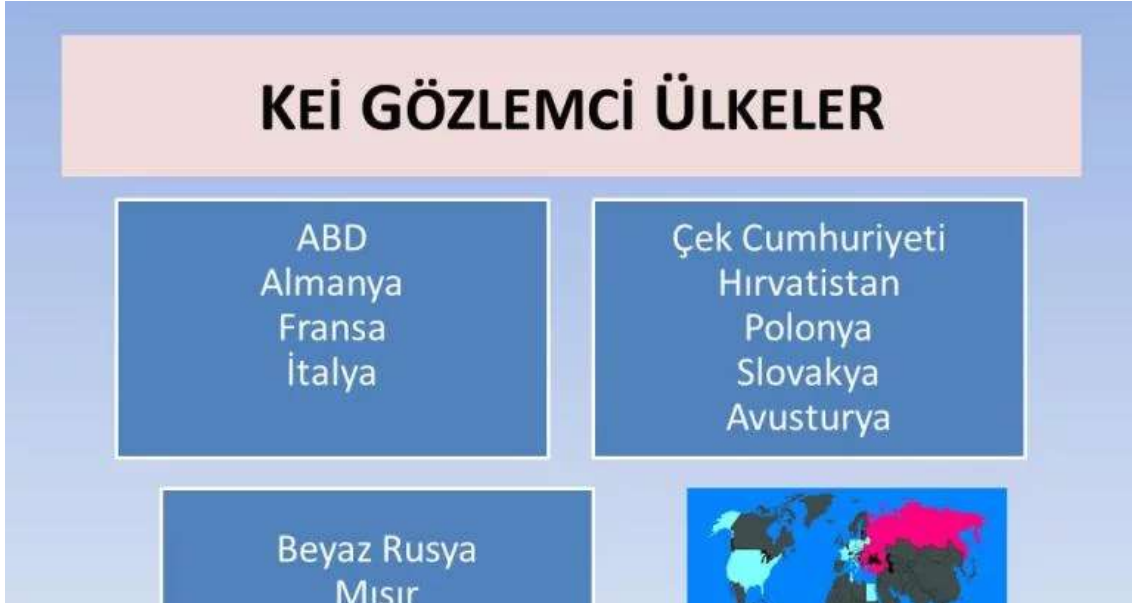 KEİ GÖZLEMCİ ÜLKELER
ABD
Almanya
Fransa
İtalya
Çek Cumhuriyeti
Hırvatistan
Polonya
Slovakya
Avusturya
Beyaz Rusya
Mısır